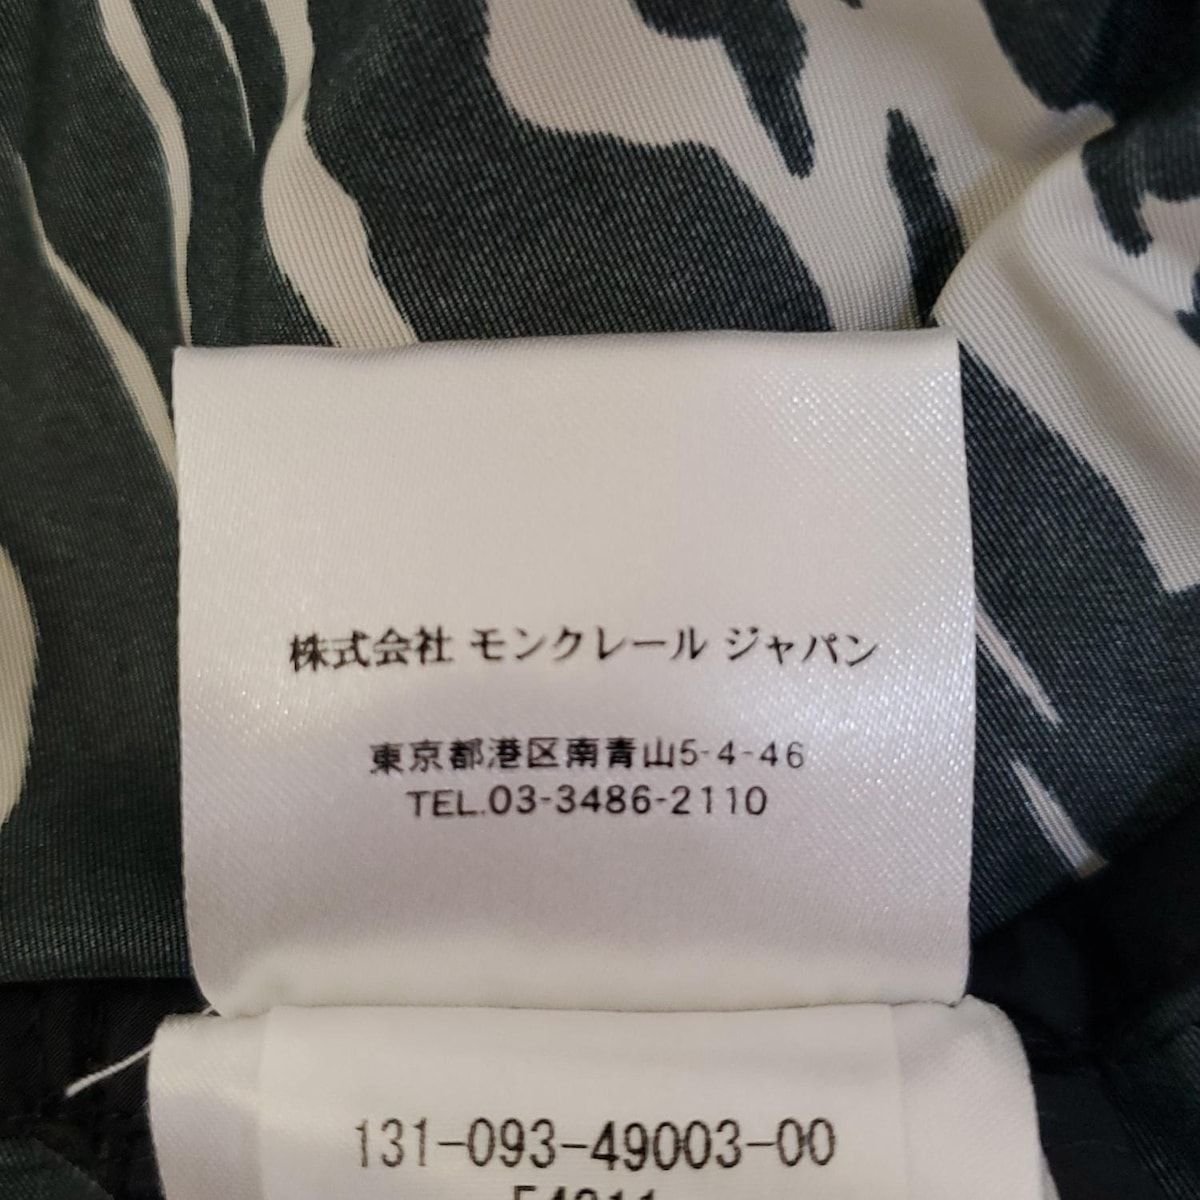 株式会社 モンクレール ジャパン
東京都港区南青山5-4-46
TEL.03-3486-2110
131-093-49003-00